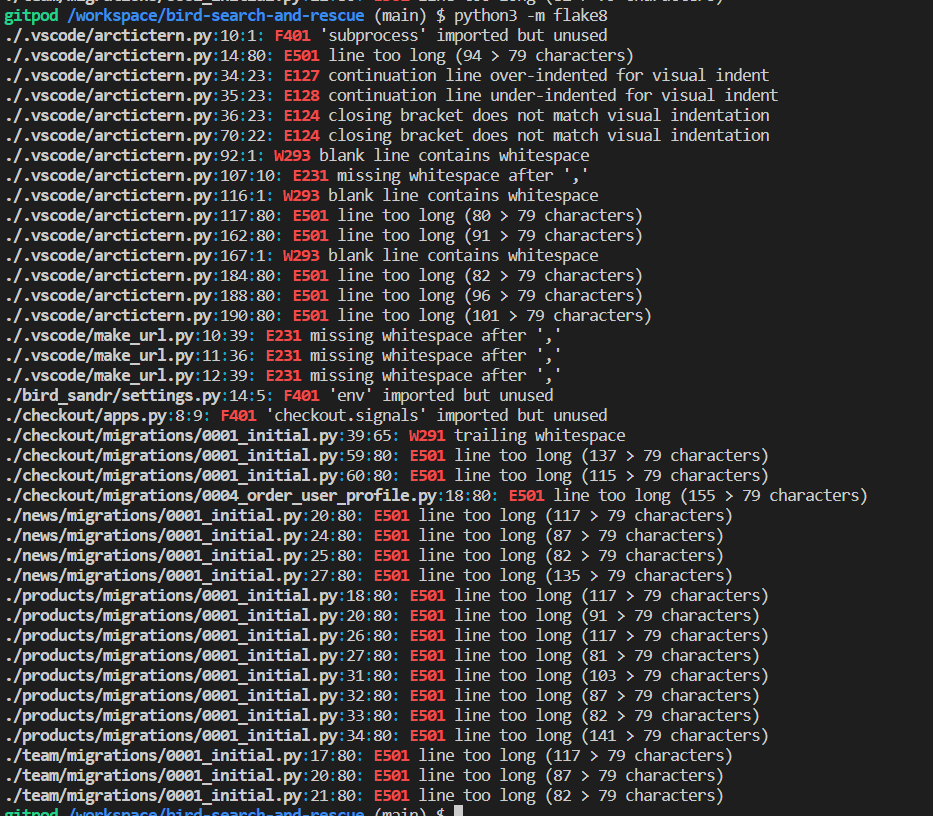 gitpod /workspace/bird-search-and-rescue (main) $ python3 -m flake8
./.vscode/arctictern.py:10:1: F401 'subprocess' imported but unused
./.vscode/arctictern.py:14:80: E501 line too long (94 > 79 characters)
./.vscode/arctictern.py:34:23: E127 continuation line over-indented for visual indent
./.vscode/arctictern.py:35:23: E128 continuation line under-indented for visual indent
./.vscode/arctictern.py:36:23: E124 closing bracket does not match visual indentation
./.vscode/arctictern.py:70:22: E124 closing bracket does not match visual indentation
./.vscode/arctictern.py:92:1: W293 blank line contains whitespace
./.vscode/arctictern.py:107:10: E231 missing whitespace after ','
./.vscode/arctictern.py:116:1: W293 blank line contains whitespace
./.vscode/arctictern.py:117:80: E501 line too long (80 > 79 characters)
./.vscode/arctictern.py:162:80: E501 line too long (91 > 79 characters)
./.vscode/arctictern.py:167:1: W293 blank line contains whitespace
./.vscode/arctictern.py:184:80: E501 line too long (82 > 79 characters)
./.vscode/arctictern.py:188:80: E501 line too long (96 > 79 characters)
./.vscode/arctictern.py:190:80: E501 line too long (101 > 79 characters)
./.vscode/make_url.py:10:39: E231 missing whitespace after ','
./.vscode/make_url.py:11:36: E231 missing whitespace after ','
./.vscode/make_url.py:12:39: E231 missing whitespace after ','
./bird_sandr/settings.py:14:5: F401 'env' imported but unused
./checkout/apps.py:8:9: F401 'checkout.signals' imported but unused
./checkout/migrations/0001_initial.py:39:65: W291 trailing whitespace
./checkout/migrations/0001_initial.py:59:80: E501 line too long (137 > 79 characters)
./checkout/migrations/0001_initial.py:60:80: E501 line too long (115 > 79 characters)
./checkout/migrations/0004_order_user_profile.py:18:80: E501 line too long (155 > 79 characters)
./news/migrations/0001_initial.py:20:80: E501 line too long (117 > 79 characters)
./news/migrations/0001_initial.py:24:80: E501 line too long (87 > 79 characters)
./news/migrations/0001_initial.py:25:80: E501 line too long (82 > 79 characters)
./news/migrations/0001_initial.py:27:80: E501 line too long (135 > 79 characters)
./products/migrations/0001_initial.py:18:80: E501 line too long (117 > 79 characters)
./products/migrations/0001_initial.py:20:80: E501 line too long (91 > 79 characters)
./products/migrations/0001_initial.py:26:80: E501 line too long (117 > 79 characters)
./products/migrations/0001_initial.py:27:80: E501 line too long (81 > 79 characters)
./products/migrations/0001_initial.py:31:80: E501 line too long (103 > 79 characters)
./products/migrations/0001_initial.py:32:80: E501 line too long (87 > 79 characters)
./products/migrations/0001_initial.py:33:80: E501 line too long (82 > 79 characters)
./products/migrations/0001_initial.py:34:80: E501 line too long (141 > 79 characters)
./team/migrations/0001_initial.py:17:80: E501 line too long (117 > 79 characters)
./team/migrations/0001_initial.py:20:80: E501 line too long (87 > 79 characters)
./team/migrations/0001_initial.py:21:80: E501 line too long (82 > 79 characters)
gitpod /workspace/bird-search-and-rescue (main) $